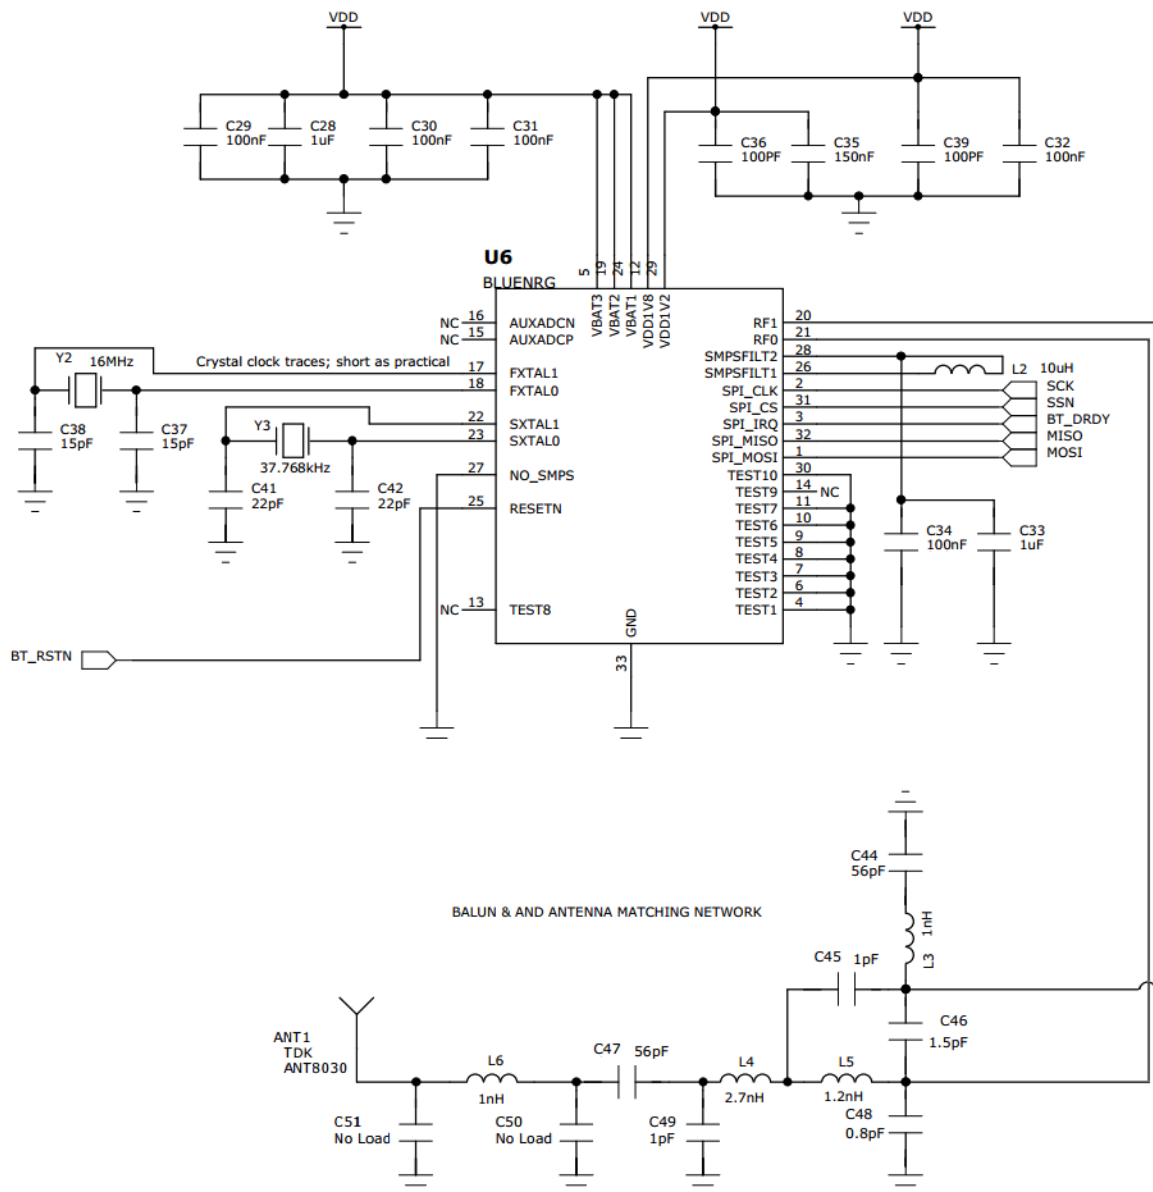 VDD
VDD
VDD
C29
100nF
C28
1uF
C30
100nF
C31
100nF
C36
100PF
C35
150nF
C39
100PF
C32
100nF
U6
BLUENRG
5
19
24
12
29
VBAT3
VBAT2
VBAT1
VDD1V8
VDD1V2
NC 16 AUXADCN
NC 15 AUXADCP
Crystal clock traces; short as practical
17 FXTAL1
18 FXTAL0
22 SXTAL1
23 SXTAL0
27 NO_SMPS
25 RESETN
NC 13 TEST8
RF1 20
RF0 21
SMPSFILT2 28
SMPSFILT1 26
SPI_CLK 2
SPI_CS 31
SPI_IRQ 3
SPI_MISO 32
SPI_MOSI 1
TEST10 30
TEST9 14 NC
TEST7 11
TEST6 10
TEST5 9
TEST4 8
TEST3 7
TEST2 6
TEST1 4
GND
33
L2 10uH
SCK
SSN
BT_DRDY
MISO
MOSI
Y2 16MHz
C38
15pF
C37
15pF
Y3
37.768kHz
C41
22pF
C42
22pF
C34
100nF
C33
1uF
BT_RSTN
BALUN & AND ANTENNA MATCHING NETWORK
C44
56pF
1nH
L3
C45 1pF
C46
1.5pF
ANT1
TDK
ANT8030
L6
1nH
C47 56pF
L4
2.7nH
L5
1.2nH
C51
No Load
C50
No Load
C49
1pF
C48
0.8pF